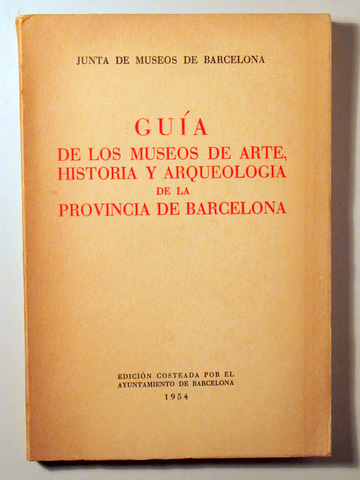 JUNTA DE MUSEOS DE BARCELONA
GUÍA
DE LOS MUSEOS DE ARTE,
HISTORIA Y ARQUEOLOGIA
DE LA
PROVINCIA DE BARCELONA
EDICIÓN COSTEADA POR EL
AYUNTAMIENTO DE BARCELONA
1954